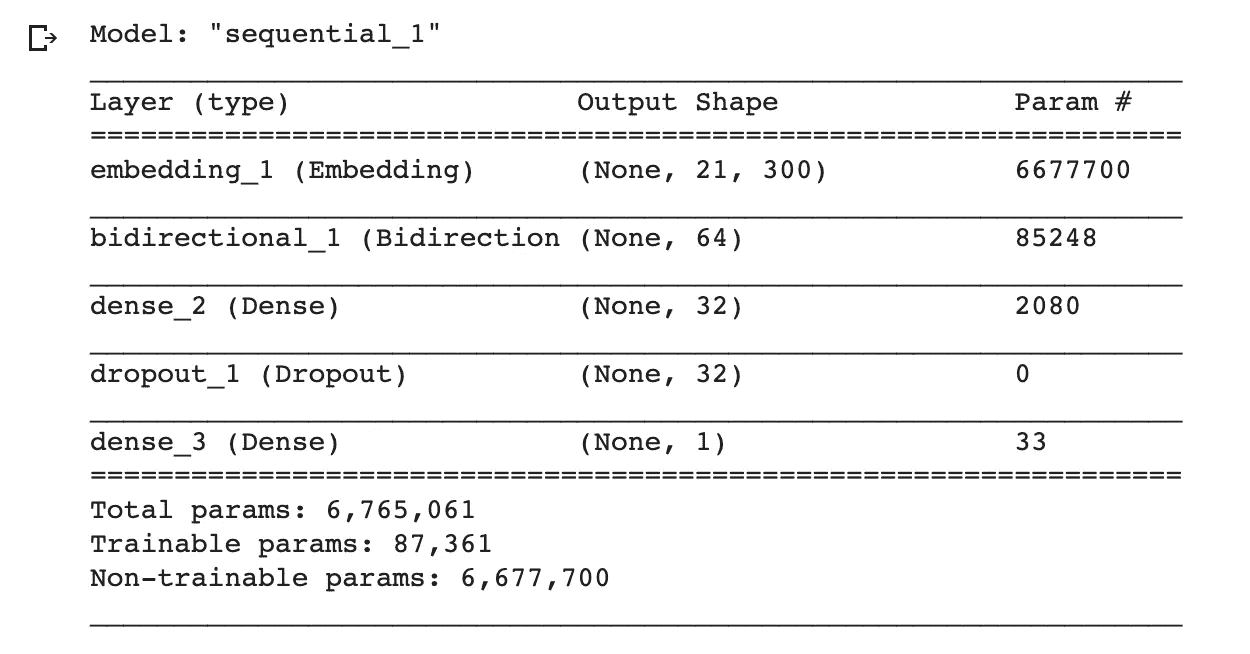 Model: "sequential_1"
Layer (type) Output Shape Param #
=================================================================
embedding_1 (Embedding) (None, 21, 300) 6677700
bidirectional_1 (Bidirection (None, 64) 85248
dense_2 (Dense) (None, 32) 2080
dropout_1 (Dropout) (None, 32) 0
dense_3 (Dense) (None, 1) 33
=================================================================
Total params: 6,765,061
Trainable params: 87,361
Non-trainable params: 6,677,700